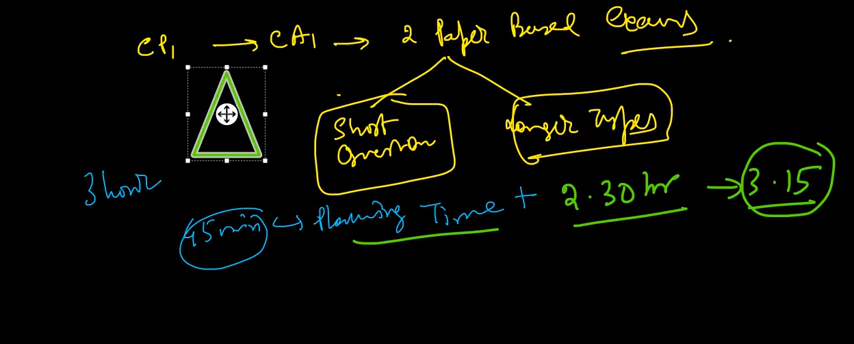 CP1 → CA1 → 2 Paper Based Exams.
Short Question
Longer Types
3 hour
45 min → Planning Time + 2.30 hr → 3.15